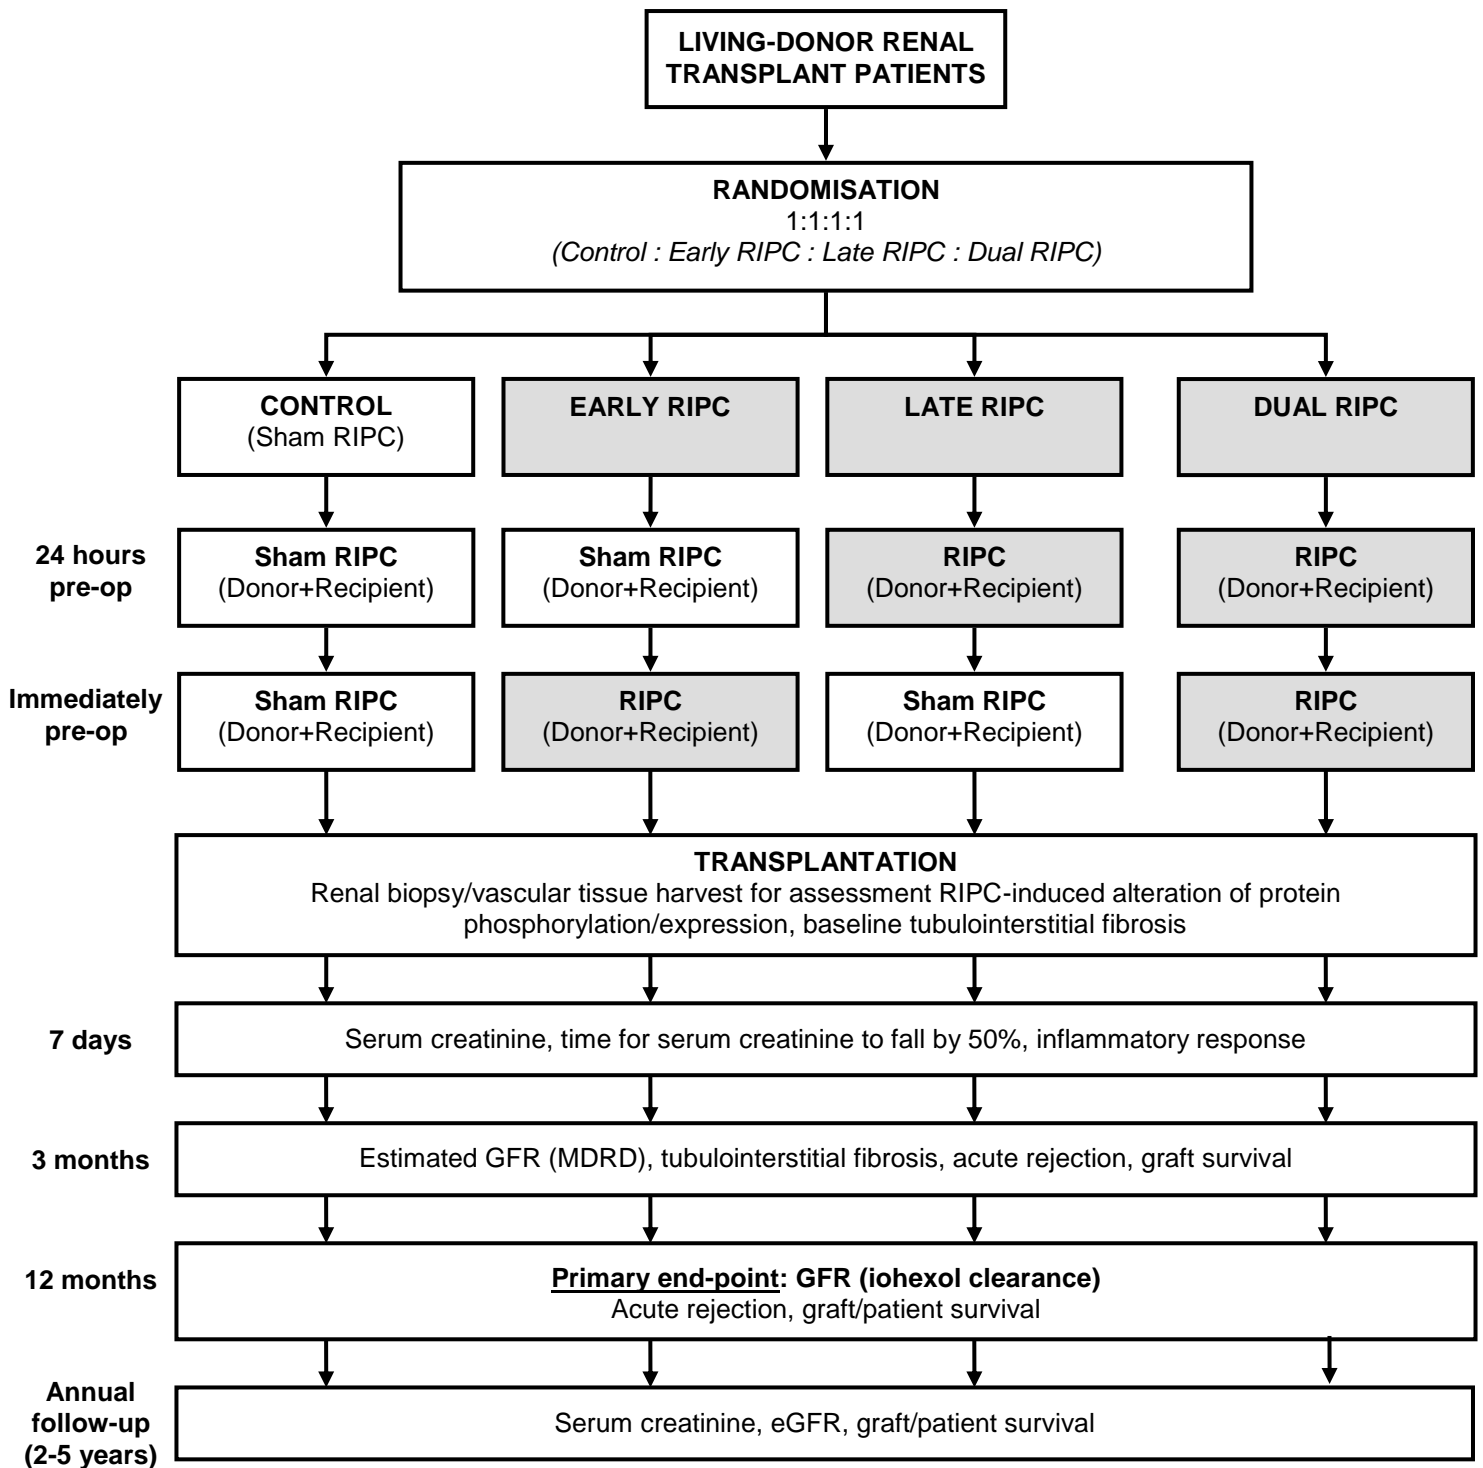 LIVING-DONOR RENAL
TRANSPLANT PATIENTS
RANDOMISATION
1:1:1:1
(Control : Early RIPC : Late RIPC : Dual RIPC)
CONTROL
(Sham RIPC)
EARLY RIPC
LATE RIPC
DUAL RIPC
24 hours
pre-op
Sham RIPC
(Donor+Recipient)
Sham RIPC
(Donor+Recipient)
RIPC
(Donor+Recipient)
RIPC
(Donor+Recipient)
Immediately
pre-op
Sham RIPC
(Donor+Recipient)
RIPC
(Donor+Recipient)
Sham RIPC
(Donor+Recipient)
RIPC
(Donor+Recipient)
TRANSPLANTATION
Renal biopsy/vascular tissue harvest for assessment RIPC-induced alteration of protein
phosphorylation/expression, baseline tubulointerstitial fibrosis
7 days
Serum creatinine, time for serum creatinine to fall by 50%, inflammatory response
3 months
Estimated GFR (MDRD), tubulointerstitial fibrosis, acute rejection, graft survival
12 months
Primary end-point: GFR (iohexol clearance)
Acute rejection, graft/patient survival
Annual
follow-up
(2-5 years)
Serum creatinine, eGFR, graft/patient survival